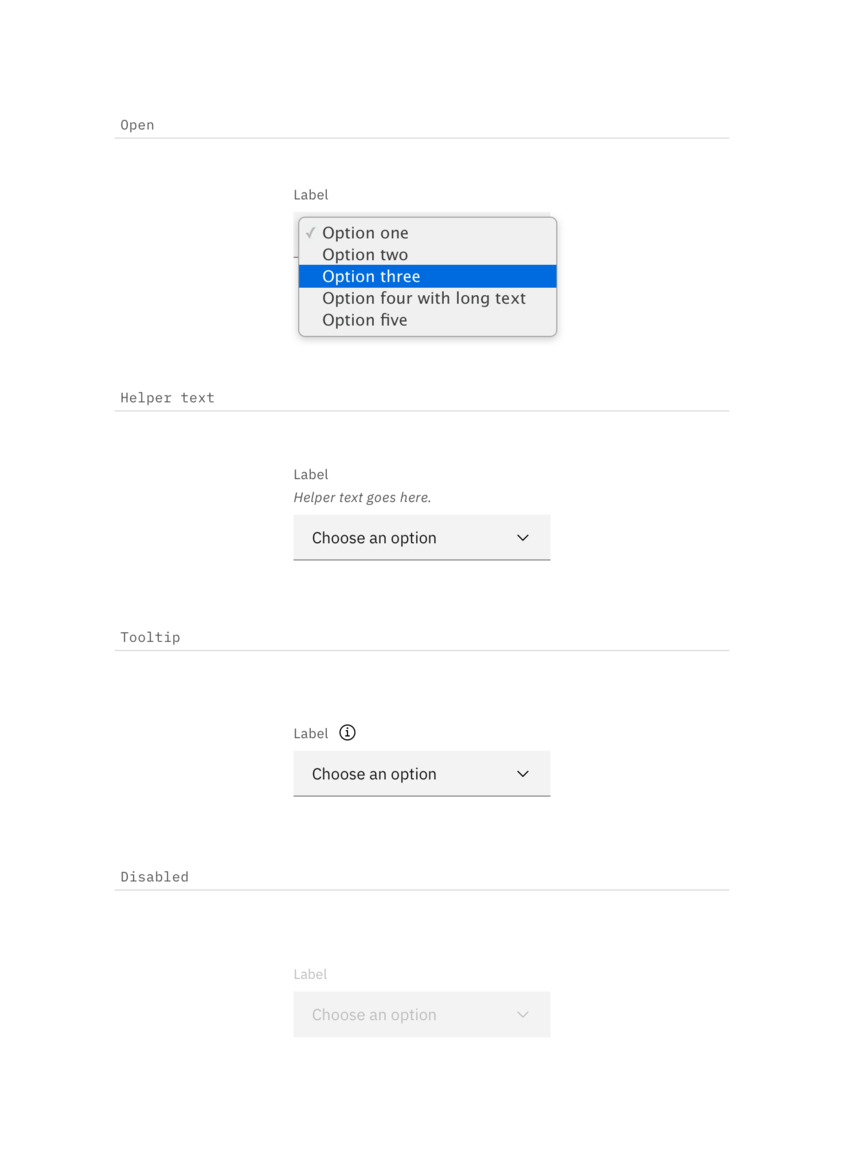 Open
Label
✓ Option one
Option two
Option three
Option four with long text
Option five
Helper text
Label
Helper text goes here.
Choose an option
Tooltip
Label
Choose an option
Disabled
Label
Choose an option